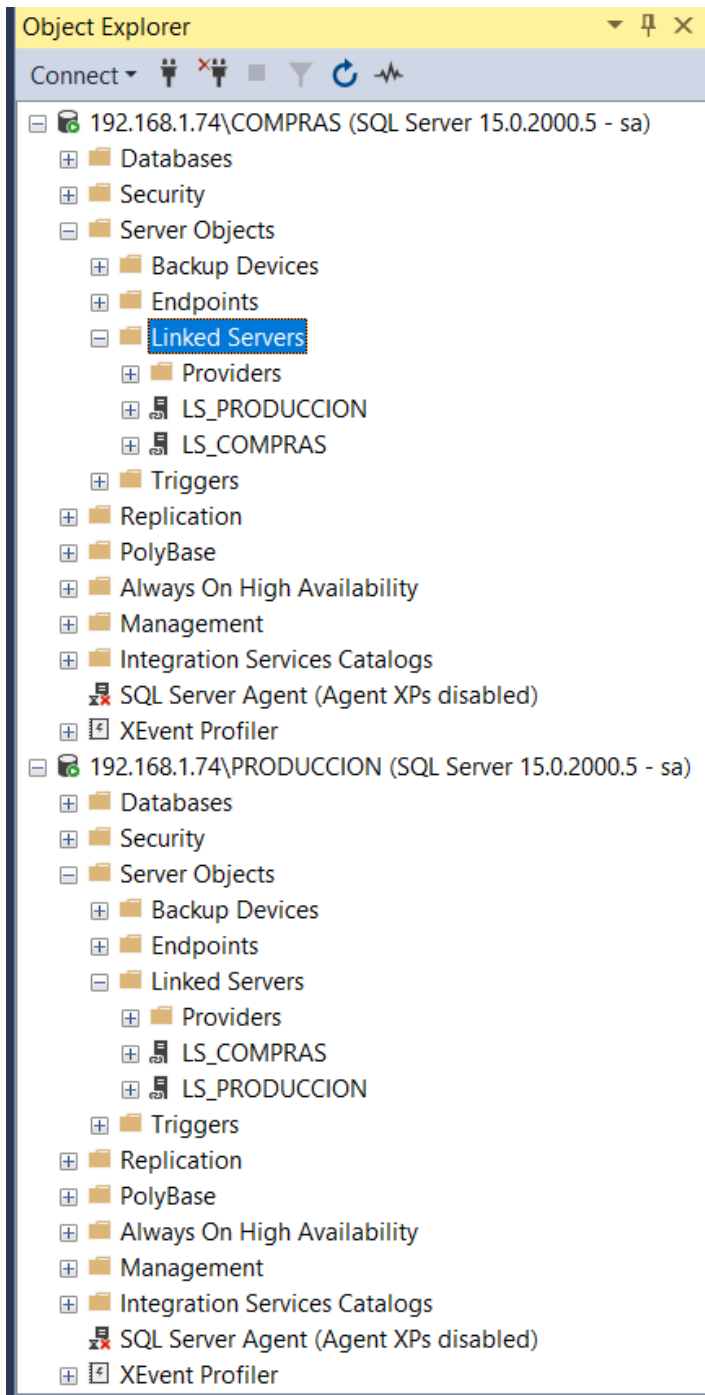 Object Explorer
Connect
192.168.1.74\COMPRAS (SQL Server 15.0.2000.5 - sa)
Databases
Security
Server Objects
Backup Devices
Endpoints
Linked Servers
Providers
LS_PRODUCCION
LS_COMPRAS
Triggers
Replication
PolyBase
Always On High Availability
Management
Integration Services Catalogs
SQL Server Agent (Agent XPs disabled)
XEvent Profiler
192.168.1.74\PRODUCCION (SQL Server 15.0.2000.5 - sa)
Databases
Security
Server Objects
Backup Devices
Endpoints
Linked Servers
Providers
LS_COMPRAS
LS_PRODUCCION
Triggers
Replication
PolyBase
Always On High Availability
Management
Integration Services Catalogs
SQL Server Agent (Agent XPs disabled)
XEvent Profiler